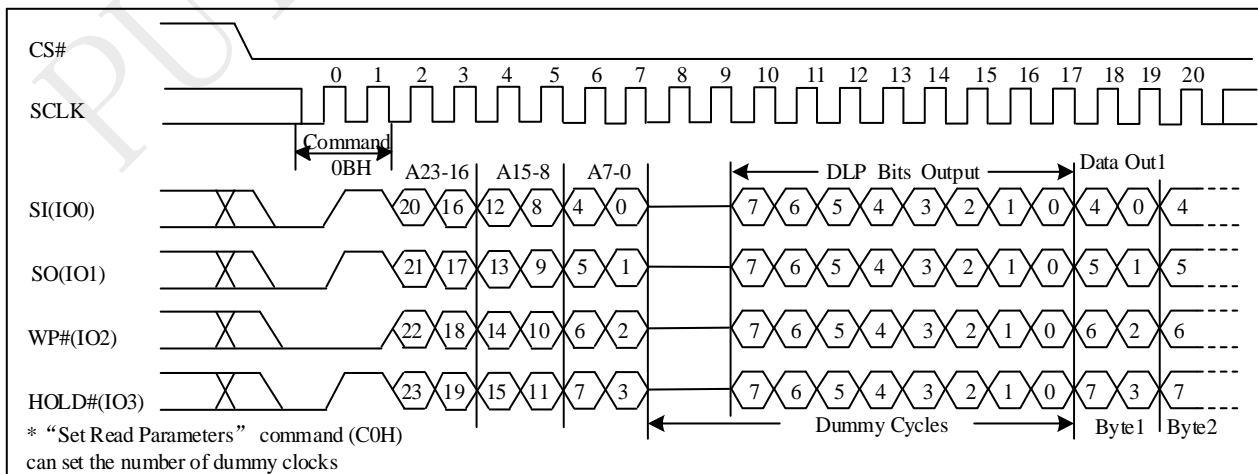 PUY
CS#
0 1 2 3 4 5 6 7 8 9 10 11 12 13 14 15 16 17 18 19 20
SCLK
Command
0BH
A23-16 A15-8 A7-0 DLP Bits Output Data Out1
SI(IO0) 20 16 12 8 4 0 7 6 5 4 3 2 1 0 4 0 4
SO(IO1) 21 17 13 9 5 1 7 6 5 4 3 2 1 0 5 1 5
WP#(IO2) 22 18 14 10 6 2 7 6 5 4 3 2 1 0 6 2 6
HOLD#(IO3) 23 19 15 11 7 3 7 6 5 4 3 2 1 0 7 3 7
Dummy Cycles Byte1 Byte2
*“Set Read Parameters” command (C0H)
can set the number of dummy clocks